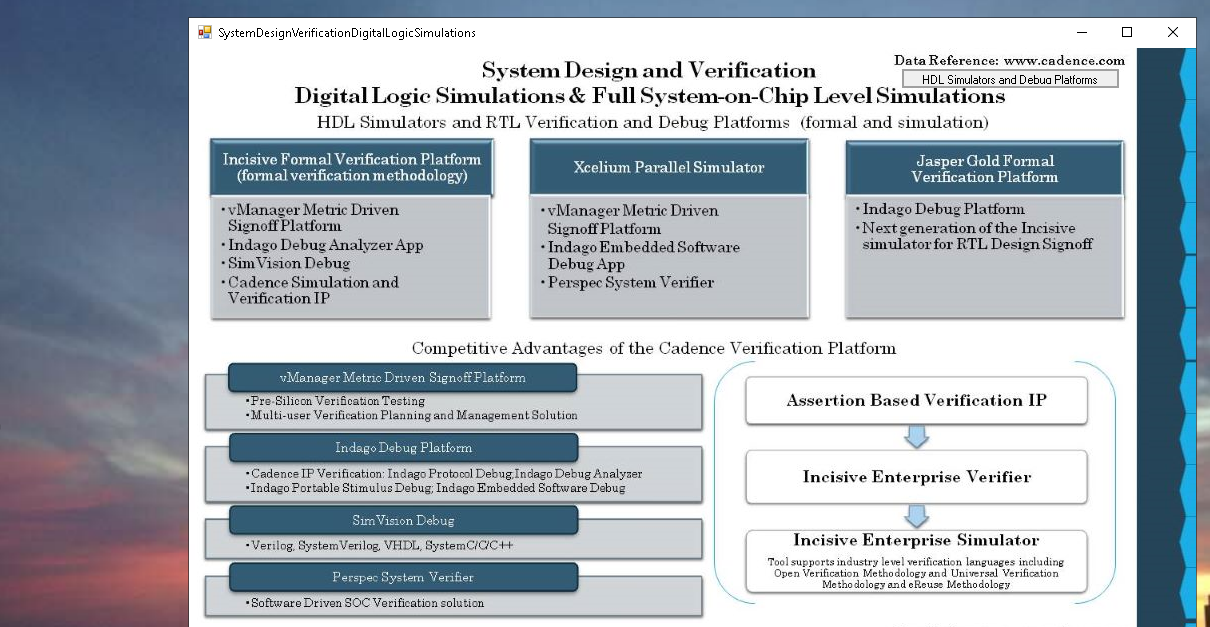 SystemDesignVerificationDigitalLogicSimulations
Data Reference: www.cadence.com
HDL Simulators and Debug Platforms
System Design and Verification
Digital Logic Simulations & Full System-on-Chip Level Simulations
HDL Simulators and RTL Verification and Debug Platforms (formal and simulation)
Incisive Formal Verification Platform
(formal verification methodology)
•vManager Metric Driven
Signoff Platform
•Indago Debug Analyzer App
•SimVision Debug
•Cadence Simulation and
Verification IP
Xcelium Parallel Simulator
•vManager Metric Driven
Signoff Platform
•Indago Embedded Software
Debug App
•Perspec System Verifier
Jasper Gold Formal
Verification Platform
•Indago Debug Platform
•Next generation of the Incisive
simulator for RTL Design Signoff
Competitive Advantages of the Cadence Verification Platform
vManager Metric Driven Signoff Platform
•Pre-Silicon Verification Testing
•Multi-user Verification Planning and Management Solution
Indago Debug Platform
•Cadence IP Verification: Indago Protocol Debug;Indago Debug Analyzer
•Indago Portable Stimulus Debug; Indago Embedded Software Debug
SimVision Debug
•Verilog, SystemVerilog, VHDL, SystemC/C/C++
Perspec System Verifier
•Software Driven SOC Verification solution
Assertion Based Verification IP
Incisive Enterprise Verifier
Incisive Enterprise Simulator
Tool supports industry level verification languages including
Open Verification Methodology and Universal Verification
Methodology and eReuse Methodology